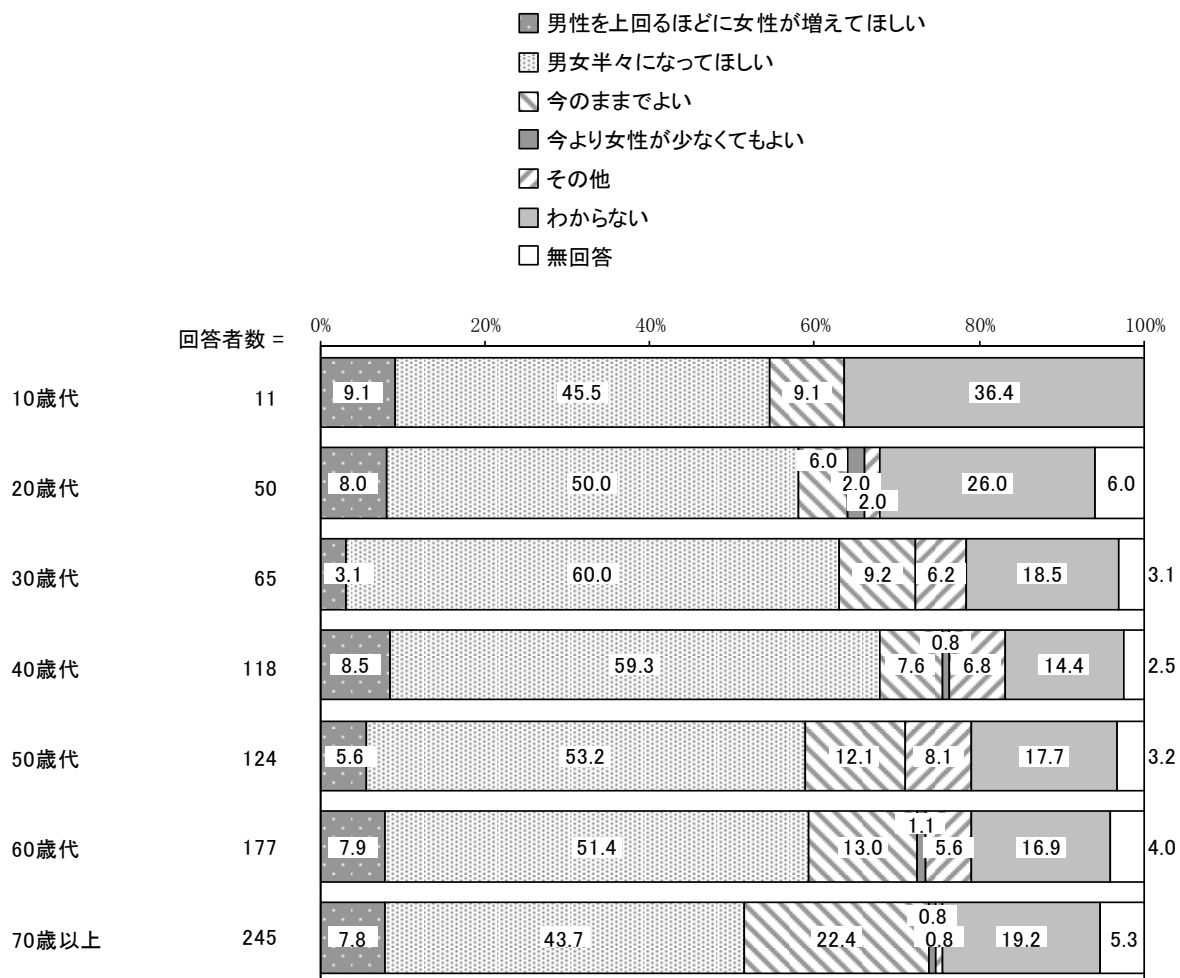 男性を上回るほどに女性が増えてほしい
男女半々になってほしい
今のままでよい
今より女性が少なくてもよい
その他
わからない
無回答
回答者数 = 0% 20% 40% 60% 80% 100%
10歳代 11 9.1 45.5 9.1 36.4
20歳代 50 8.0 50.0 6.0 2.0 2.0 26.0 6.0
30歳代 65 3.1 60.0 9.2 6.2 18.5 3.1
40歳代 118 8.5 59.3 7.6 0.8 6.8 14.4 2.5
50歳代 124 5.6 53.2 12.1 8.1 17.7 3.2
60歳代 177 7.9 51.4 13.0 1.1 5.6 16.9 4.0
70歳以上 245 7.8 43.7 22.4 0.8 0.8 19.2 5.3